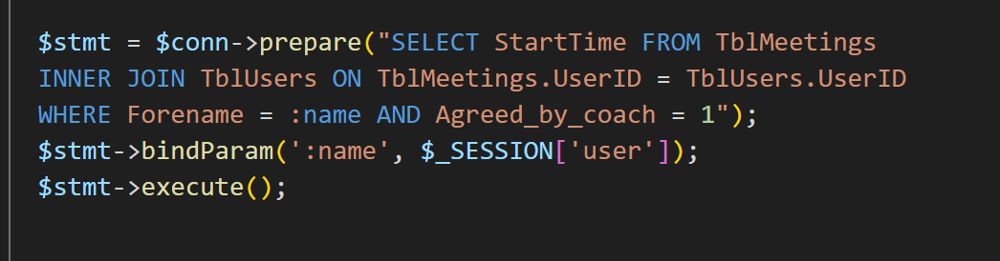 $stmt = $conn->prepare("SELECT StartTime FROM TblMeetings
INNER JOIN TblUsers ON TblMeetings.UserID = TblUsers.UserID
WHERE Forename = :name AND Agreed_by_coach = 1");
$stmt->bindParam(':name', $_SESSION['user']);
$stmt->execute();